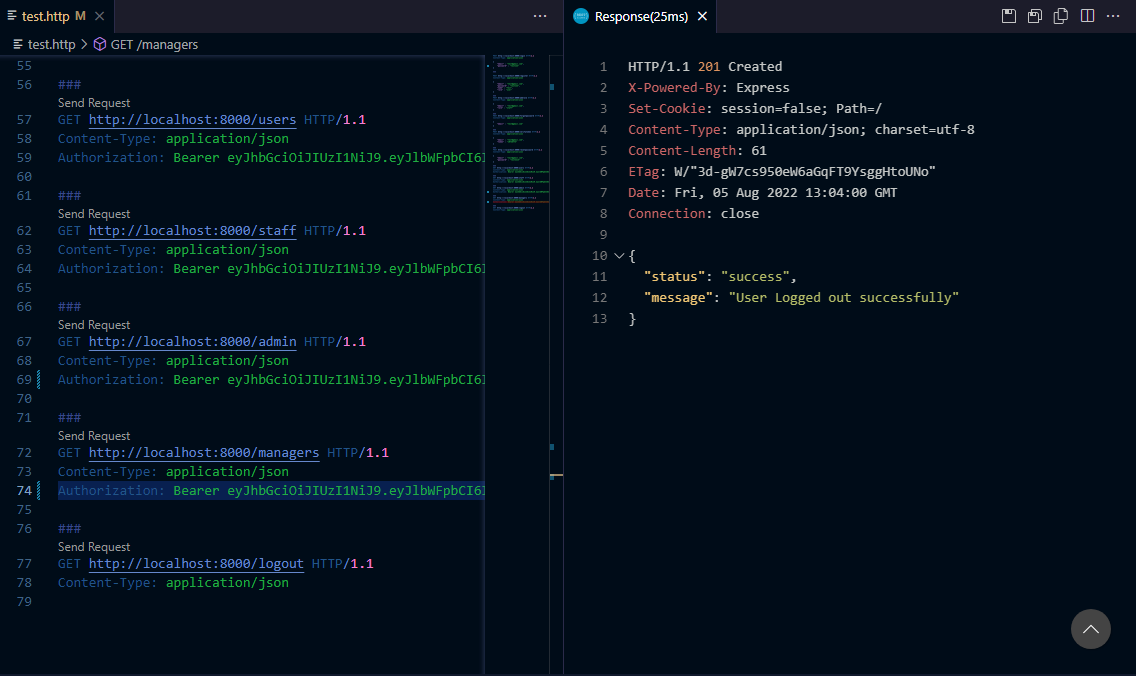 test.http M
test.http > GET /managers
55
56 ###
Send Request
57 GET http://localhost:8000/users HTTP/1.1
58 Content-Type: application/json
59 Authorization: Bearer eyJhbGciOiJIUzI1NiJ9.eyJlbWFpbCI6I
60
61 ###
Send Request
62 GET http://localhost:8000/staff HTTP/1.1
63 Content-Type: application/json
64 Authorization: Bearer eyJhbGciOiJIUzI1NiJ9.eyJlbWFpbCI6I
65
66 ###
Send Request
67 GET http://localhost:8000/admin HTTP/1.1
68 Content-Type: application/json
69 Authorization: Bearer eyJhbGciOiJIUzI1NiJ9.eyJlbWFpbCI6I
70
71 ###
Send Request
72 GET http://localhost:8000/managers HTTP/1.1
73 Content-Type: application/json
74 Authorization: Bearer eyJhbGciOiJIUzI1NiJ9.eyJlbWFpbCI6I
75
76 ###
Send Request
77 GET http://localhost:8000/logout HTTP/1.1
78 Content-Type: application/json
79
Response(25ms)
1 HTTP/1.1 201 Created
2 X-Powered-By: Express
3 Set-Cookie: session=false; Path=/
4 Content-Type: application/json; charset=utf-8
5 Content-Length: 61
6 ETag: W/"3d-gW7cs950eW6aGqFT9YsggHtoUNo"
7 Date: Fri, 05 Aug 2022 13:04:00 GMT
8 Connection: close
9
10 {
11 "status": "success",
12 "message": "User Logged out successfully"
13 }